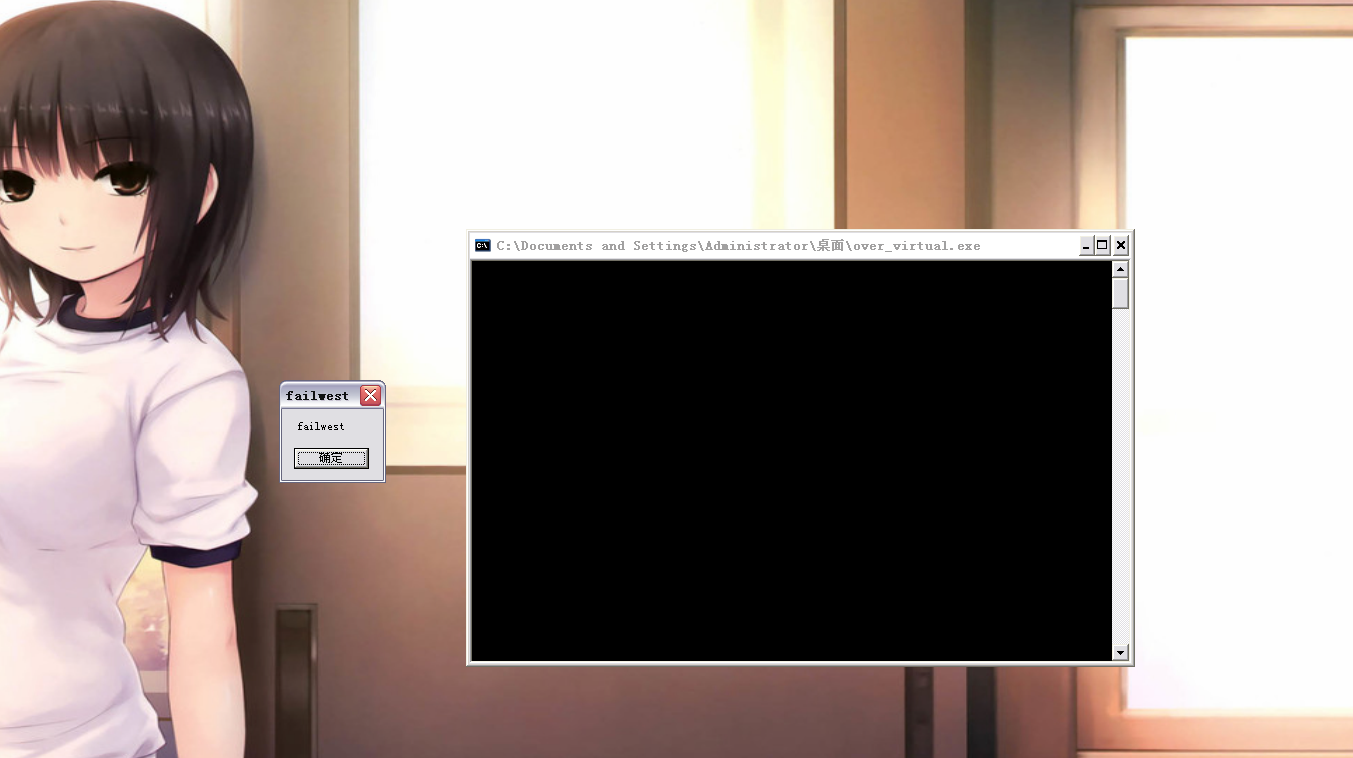 C:\Documents and Settings\Administrator\桌面\over_virtual.exe
failwest
failwest
确定